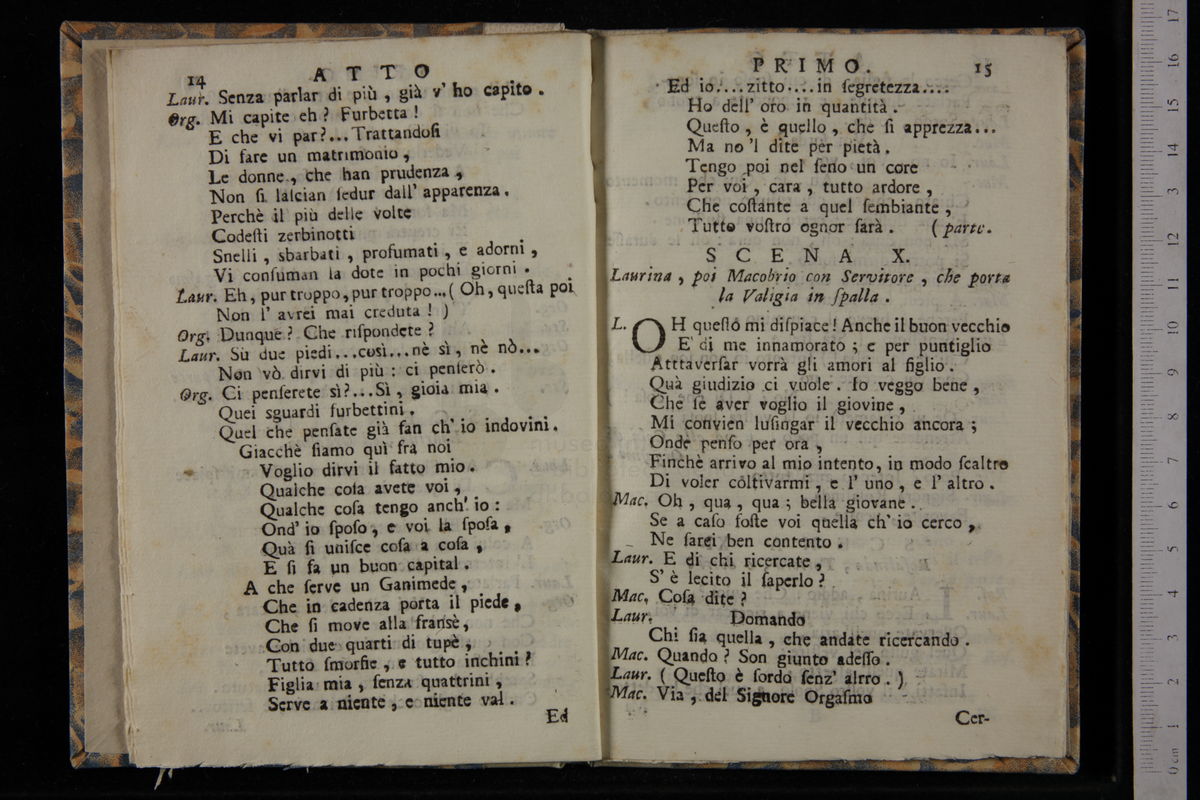 14
ATTO
Laur. Senza parlar di più, già v' ho capito.
Org. Mi capite eh? Furbetta!
E che vi par?...Trattandoſi
Di fare un matrimonio,
Le donne, che han prudenza,
Non ſi laſcian ſedur dall' apparenza.
Perchè il più delle volte
Codeſti zerbinotti
Snelli, sbarbati, profumati, e adorni,
Vi conſuman la dote in pochi giorni.
Laur. Eh, pur troppo, pur troppo...( Oh, queſta poi
Non l' avrei mai creduta! )
Org. Dunque? Che riſpondete?
Laur. Su due piedi...così...nè sì, nè nò...
Non vò dirvi di più: ci penſerò.
Org. Ci penſerete sì?...Sì, gioia mia.
Quei sguardi furbettini.
Quel che penſate già fan ch' io indovini.
Giacchè ſiamo quì fra noi
Voglio dirvi il fatto mio.
Qualche coſa avete voi,
Qualche coſa tengo anch' io:
Ond' io ſpoſo, e voi la ſpoſa,
Quà ſi uniſce coſa a coſa,
E ſi fa un buon capital.
A che ſerve un Ganimede,
Che in cadenza porta il piede,
Che ſi move alla fransè,
Con due quarti di tupè,
Tutto ſmorfie, e tutto inchini?
Figlia mia, ſenza quattrini,
Serve a niente, e niente val.
Ed
PRIMO.
15
Ed io....zitto....in ſegretezza....
Ho dell' oro in quantità.
Queſto, è quello, che ſi apprezza...
Ma no 'l dite per pietà.
Tengo poi nel ſeno un core
Per voi, cara, tutto ardore,
Che coſtante a quel ſembiante,
Tutto voſtro ognor ſarà. (parte.
SCENA X.
Laurina, poi Macobrio con Servitore, che porta
la Valigia in ſpalla.
L. OH queſto mi diſpiace! Anche il buon vecchio
E' di me innamorato; e per puntiglio
Atttaverſar vorrà gli amori al figlio.
Quà giudizio ci vuole. Io veggo bene,
Che ſe aver voglio il giovine,
Mi convien luſingar il vecchio ancora;
Onde penſo per ora,
Finchè arrivo al mio intento, in modo ſcaltro
Di voler coltivarmi, e l' uno, e l' altro.
Mac. Oh, qua, qua; bella giovane.
Se a caſo foſte voi quella ch' io cerco,
Ne ſarei ben contento.
Laur. E di chi ricercate,
S' è lecito il ſaperlo?
Mac. Coſa dite?
Laur. Domando
Chi ſia quella, che andate ricercando.
Mac. Quando? Son giunto adeſſo.
Laur. ( Queſto è ſordo ſenz' alrro. )
Mac. Via, del Signore Orgaſmo
Cer-